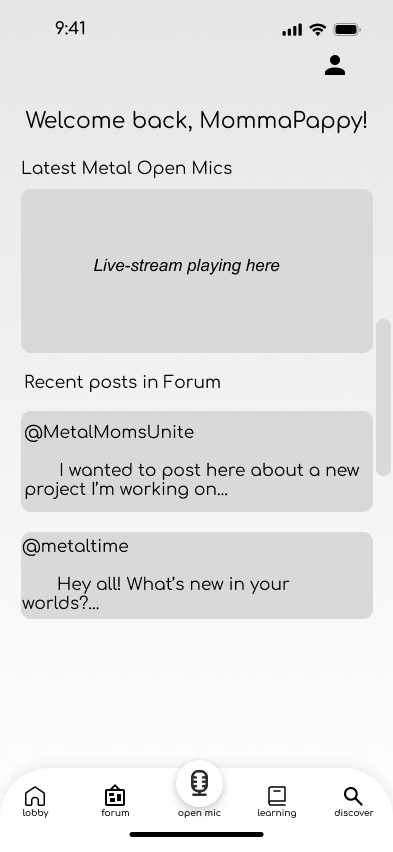 9:41
Welcome back, MommaPappy!
Latest Metal Open Mics
Live-stream playing here
Recent posts in Forum
@MetalMomsUnite
I wanted to post here about a new
project I’m working on...
@metaltime
Hey all! What’s new in your
worlds?...
lobby
forum
open mic
learning
discover